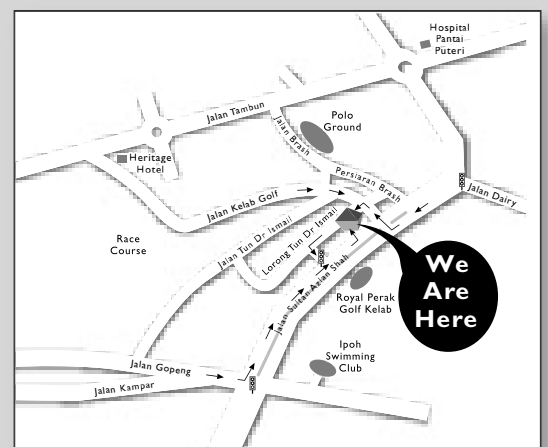 Hospital
Pantai
Puteri
Jalan Tambun
Polo
Ground
Jalan Brash
Heritage
Hotel
Persiaran Brash
Jalan Dairy
Jalan Kelab Golf
Lorong Tun Dr Ismail
Jalan Tun Dr Ismail
Race
Course
We
Are
Here
Jalan Sultan Azlan Shah
Royal Perak
Golf Kelab
Ipoh
Swimming
Club
Jalan Gopeng
Jalan Kampar